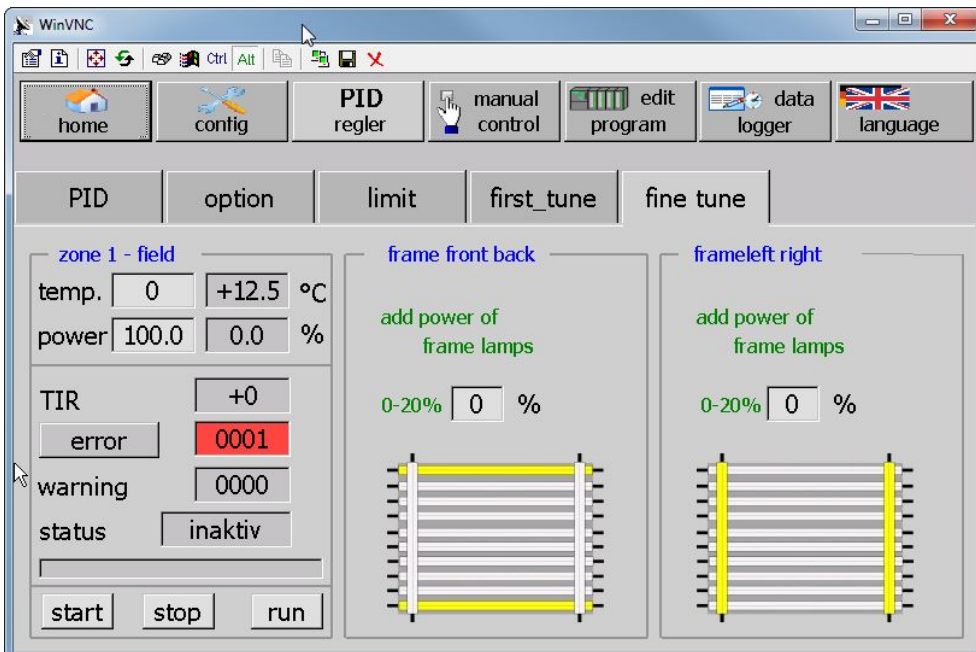 WinVNC
Ctrl Alt
home
contig
PID regler
manual control
edit program
data logger
language
PID
option
limit
first_tune
fine tune
zone 1 - field
temp. 0 +12.5 °C
power 100.0 0.0 %
TIR +0
error 0001
warning 0000
status inaktiv
start stop run
frame front back
add power of
frame lamps
0-20% 0 %
frameleft right
add power of
frame lamps
0-20% 0 %